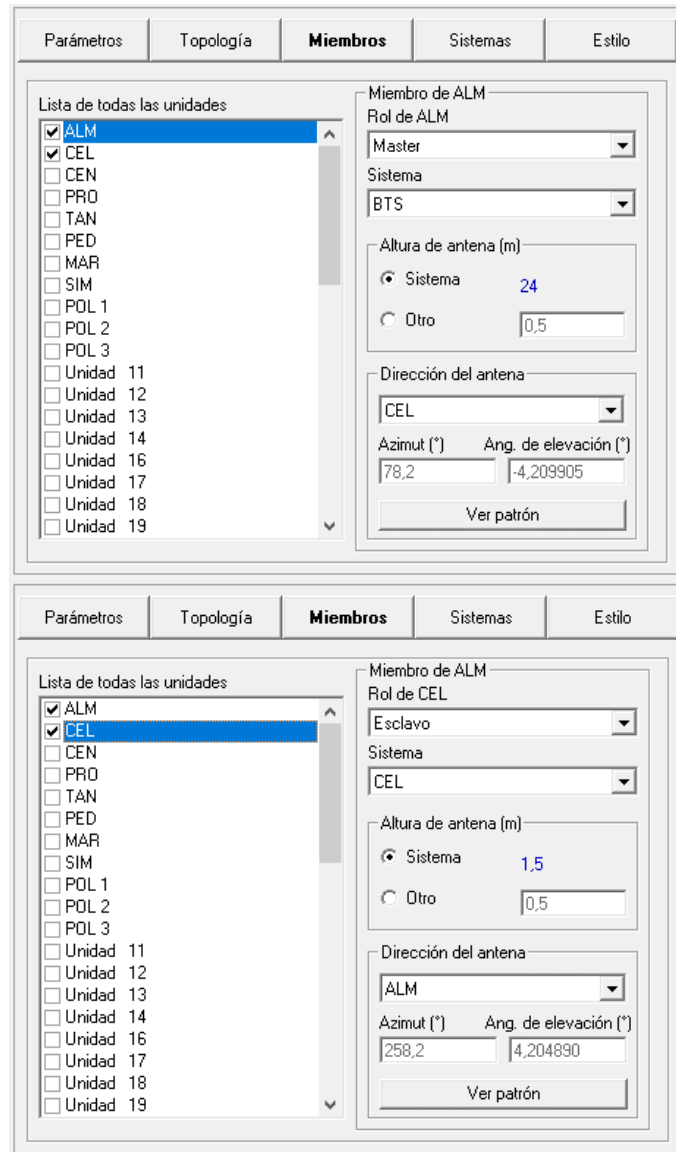 Parámetros Topología Miembros Sistemas Estilo
Lista de todas las unidades
ALM
CEL
CEN
PRO
TAN
PED
MAR
SIM
POL 1
POL 2
POL 3
Unidad 11
Unidad 12
Unidad 13
Unidad 14
Unidad 16
Unidad 17
Unidad 18
Unidad 19
Miembro de ALM
Rol de ALM
Master
Sistema
BTS
Altura de antena (m)
Sistema 24
Otro 0,5
Dirección del antena
CEL
Azimut (°) Ang. de elevación (°)
78,2 -4,209905
Ver patrón
Parámetros Topología Miembros Sistemas Estilo
Lista de todas las unidades
ALM
CEL
CEN
PRO
TAN
PED
MAR
SIM
POL 1
POL 2
POL 3
Unidad 11
Unidad 12
Unidad 13
Unidad 14
Unidad 16
Unidad 17
Unidad 18
Unidad 19
Miembro de ALM
Rol de CEL
Esclavo
Sistema
CEL
Altura de antena (m)
Sistema 1,5
Otro 0,5
Dirección del antena
ALM
Azimut (°) Ang. de elevación (°)
258,2 4,204890
Ver patrón